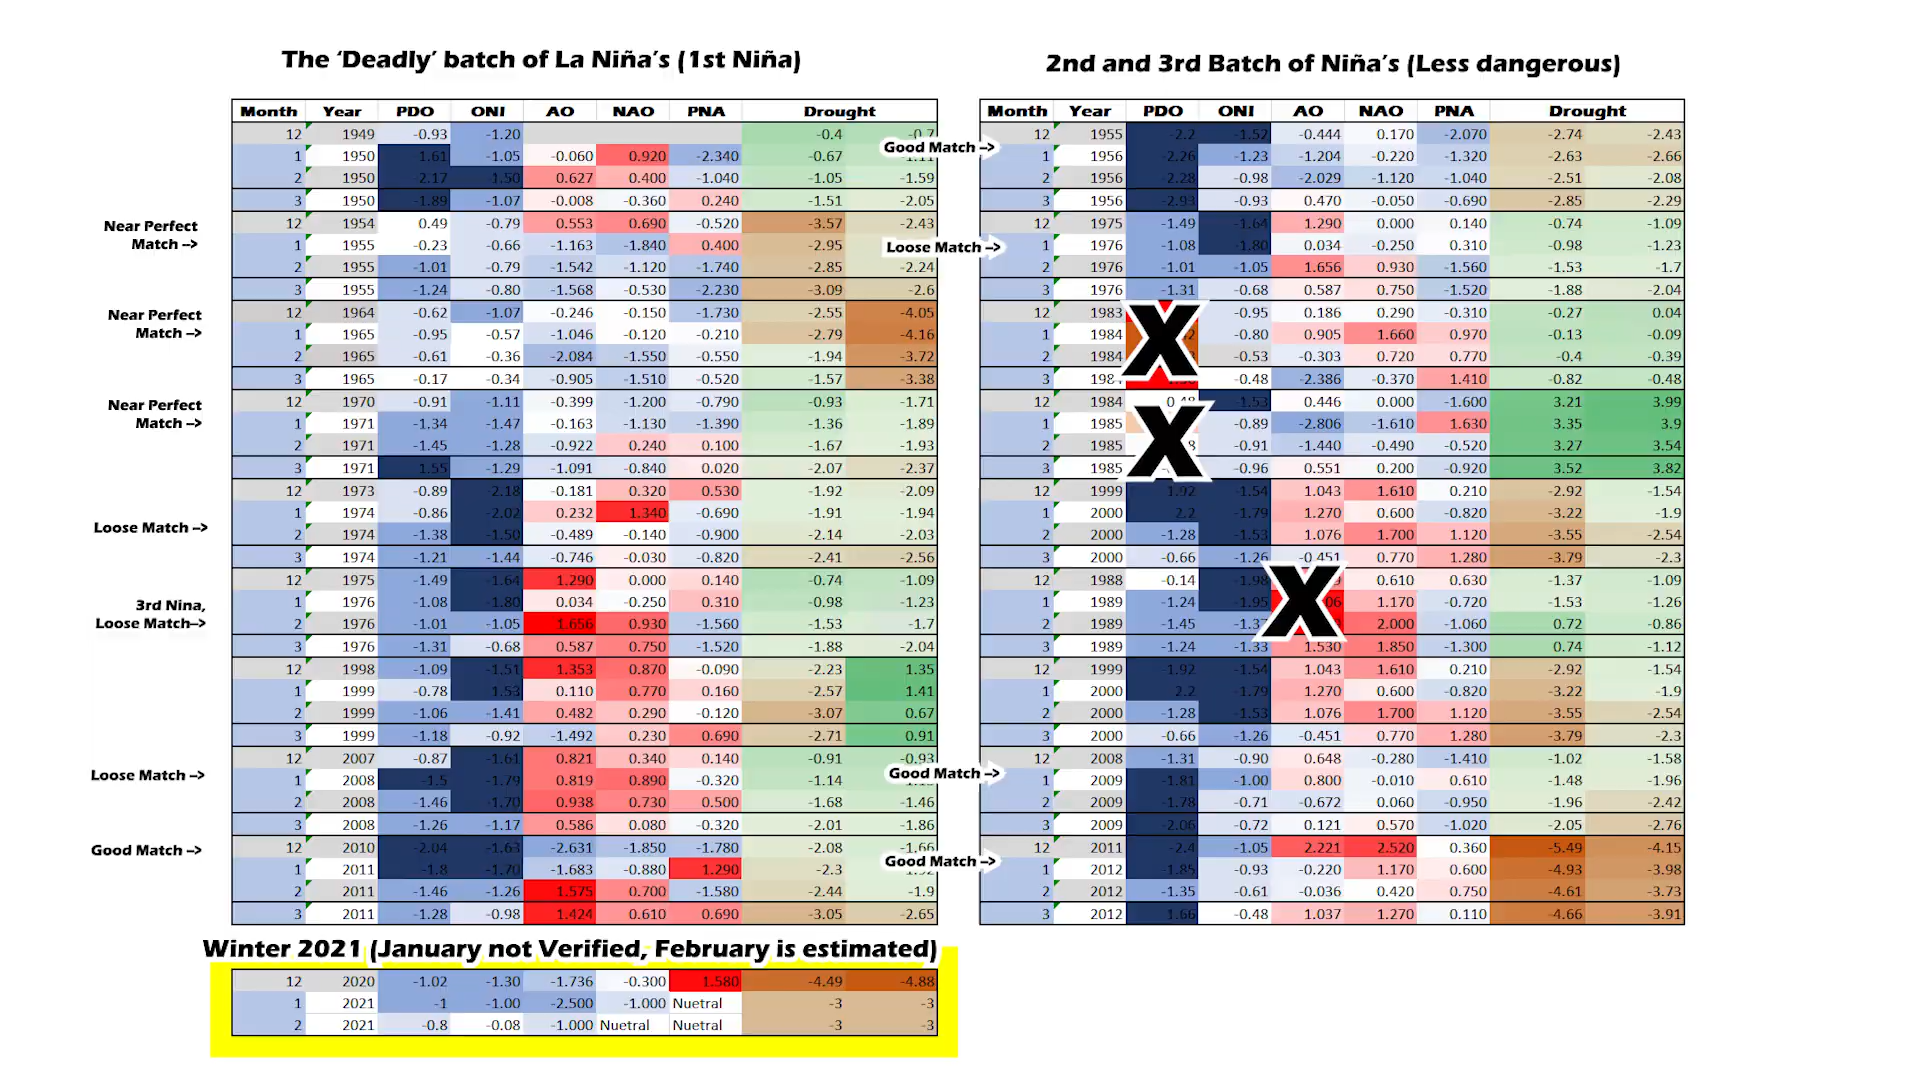 The ‘Deadly’ batch of La Niña’s (1st Niña)
Month Year PDO ONI AO NAO PNA Drought
12 1949 -0.93 -1.20 -0.4 -0.7
1 1950 1.61 -1.05 -0.060 0.920 -2.340 -0.67
2 1950 2.17 1.50 0.627 0.400 -1.040 -1.05 -1.59
3 1950 -1.89 -1.07 -0.008 -0.360 0.240 -1.51 -2.05
Near Perfect
Match -->
12 1954 0.49 -0.79 0.553 0.690 -0.520 -3.57 -2.43
1 1955 -0.23 -0.66 -1.163 -1.840 0.400 -2.95
2 1955 -1.01 -0.79 -1.542 -1.120 -1.740 -2.85 -2.24
3 1955 -1.24 -0.80 -1.568 -0.530 -2.230 -3.09 -2.6
Near Perfect
Match -->
12 1964 -0.62 -1.07 -0.246 -0.150 -1.730 -2.55 -4.05
1 1965 -0.95 -0.57 -1.046 -0.120 -0.210 -2.79 -4.16
2 1965 -0.61 -0.36 -2.084 -1.550 -0.550 -1.94 -3.72
3 1965 -0.17 -0.34 -0.905 -1.510 -0.520 -1.57 -3.38
Near Perfect
Match -->
12 1970 -0.91 -1.11 -0.399 -1.200 -0.790 -0.93 -1.71
1 1971 -1.34 -1.47 -0.163 -1.130 -1.390 -1.36 -1.89
2 1971 -1.45 -1.28 -0.922 0.240 0.100 -1.67 -1.93
3 1971 1.55 -1.29 -1.091 -0.840 0.020 -2.07 -2.37
Loose Match -->
12 1973 -0.89 -2.18 -0.181 0.320 0.530 -1.92 -2.09
1 1974 -0.86 -2.02 0.232 1.340 -0.690 -1.91 -1.94
2 1974 -1.38 -1.50 -0.489 -0.140 -0.900 -2.14 -2.03
3 1974 -1.21 -1.44 -0.746 -0.030 -0.820 -2.41 -2.56
3rd Nina,
Loose Match-->
12 1975 -1.49 -1.64 1.290 0.000 0.140 -0.74 -1.09
1 1976 -1.08 -1.80 0.034 -0.250 0.310 -0.98 -1.23
2 1976 -1.01 -1.05 1.656 0.930 -1.560 -1.53 -1.7
3 1976 -1.31 -0.68 0.587 0.750 -1.520 -1.88 -2.04
12 1998 -1.09 -1.51 1.353 0.870 -0.090 -2.23 1.35
1 1999 -0.78 1.53 0.110 0.770 0.160 -2.57 1.41
2 1999 -1.06 -1.41 0.482 0.290 -0.120 -3.07 0.67
3 1999 -1.18 -0.92 -1.492 0.230 0.690 -2.71 0.91
Loose Match -->
12 2007 -0.87 -1.61 0.821 0.340 0.140 -0.91 -0.93
1 2008 -1.5 -1.79 0.819 0.890 -0.320 -1.14
2 2008 -1.46 -1.70 0.938 0.730 0.500 -1.68 -1.46
3 2008 -1.26 -1.17 0.586 0.080 -0.320 -2.01 -1.86
Good Match -->
12 2010 -2.04 -1.63 -2.631 -1.850 -1.780 -2.08 -1.66
1 2011 -1.8 -1.70 -1.683 -0.880 1.290 -2.3
2 2011 -1.46 -1.26 1.575 0.700 -1.580 -2.44 -1.9
3 2011 -1.28 -0.98 1.424 0.610 0.690 -3.05 -2.65
Winter 2021 (January not Verified, February is estimated)
12 2020 -1.02 -1.30 -1.736 -0.300 1.580 -4.49 -4.88
1 2021 -1 -1.00 -2.500 -1.000 Nuetral -3 -3
2 2021 -0.8 -0.08 -1.000 Nuetral Nuetral -3 -3
2nd and 3rd Batch of Niña’s (Less dangerous)
Month Year PDO ONI AO NAO PNA Drought
Good Match -->
12 1955 -2.2 -1.52 -0.444 0.170 -2.070 -2.74 -2.43
1 1956 -2.26 -1.23 -1.204 -0.220 -1.320 -2.63 -2.66
2 1956 -2.28 -0.98 -2.029 -1.120 -1.040 -2.51 -2.08
3 1956 -2.93 -0.93 0.470 -0.050 -0.690 -2.85 -2.29
Loose Match -->
12 1975 -1.49 -1.64 1.290 0.000 0.140 -0.74 -1.09
1 1976 -1.08 -1.80 0.034 -0.250 0.310 -0.98 -1.23
2 1976 -1.01 -1.05 1.656 0.930 -1.560 -1.53 -1.7
3 1976 -1.31 -0.68 0.587 0.750 -1.520 -1.88 -2.04
12 1983 -0.95 0.186 0.290 -0.310 -0.27 0.04
1 1984 -0.80 0.905 1.660 0.970 -0.13 -0.09
2 1984 -0.53 -0.303 0.720 0.770 -0.4 -0.39
3 -0.48 -2.386 -0.370 1.410 -0.82 -0.48
X
12 1984 -1.53 0.446 0.000 -1.600 3.21 3.99
1 1985 -0.89 -2.806 -1.610 1.630 3.35 3.9
2 1985 -0.91 -1.440 -0.490 -0.520 3.27 3.54
3 1985 -0.96 0.551 0.200 -0.920 3.52 3.82
X
12 1999 1.92 -1.54 1.043 1.610 0.210 -2.92 -1.54
1 2000 2.2 -1.79 1.270 0.600 -0.820 -3.22 -1.9
2 2000 -1.28 -1.53 1.076 1.700 1.120 -3.55 -2.54
3 2000 -0.66 -1.26 -0.451 0.770 1.280 -3.79 -2.3
12 1988 -0.14 -1.98 0.610 0.630 -1.37 -1.09
1 1989 -1.24 -1.95 1.170 -0.720 -1.53 -1.26
2 1989 -1.45 2.000 -1.060 0.72 -0.86
3 1989 -1.24 -1.33 1.530 1.850 -1.300 0.74 -1.12
X
12 1999 -1.92 -1.54 1.043 1.610 0.210 -2.92 -1.54
1 2000 2.2 -1.79 1.270 0.600 -0.820 -3.22 -1.9
2 2000 -1.28 -1.53 1.076 1.700 1.120 -3.55 -2.54
3 2000 -0.66 -1.26 -0.451 0.770 1.280 -3.79 -2.3
Good Match -->
12 2008 -1.31 -0.90 0.648 -0.280 -1.410 -1.02 -1.58
1 2009 -1.81 -1.00 0.800 -0.010 0.610 -1.48 -1.96
2 2009 -1.78 -0.71 -0.672 0.060 -0.950 -1.96 -2.42
3 2009 -2.06 -0.72 0.121 0.570 -1.020 -2.05 -2.76
Good Match -->
12 2011 -2.4 -1.05 2.221 2.520 0.360 -5.49 -4.15
1 2012 -1.85 -0.93 -0.220 1.170 0.600 -4.93 -3.98
2 2012 -1.35 -0.61 -0.036 0.420 0.750 -4.61 -3.73
3 2012 1.66 -0.48 1.037 1.270 0.110 -4.66 -3.91